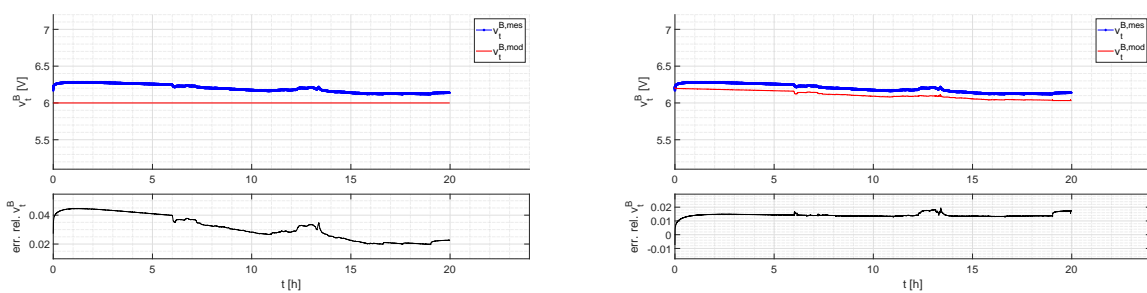 7
6.5
6
5.5
v_t^B [V]
v_t^{B,mes}
v_t^{B,mod}
0 5 10 15 20
0.04
0.02
err. rel. v_t^B
0 5 10 15 20
t [h]
7
6.5
6
5.5
v_t^B [V]
v_t^{B,mes}
v_t^{B,mod}
0 5 10 15 20
0.02
0.01
0
-0.01
err. rel. v_t^B
0 5 10 15 20
t [h]